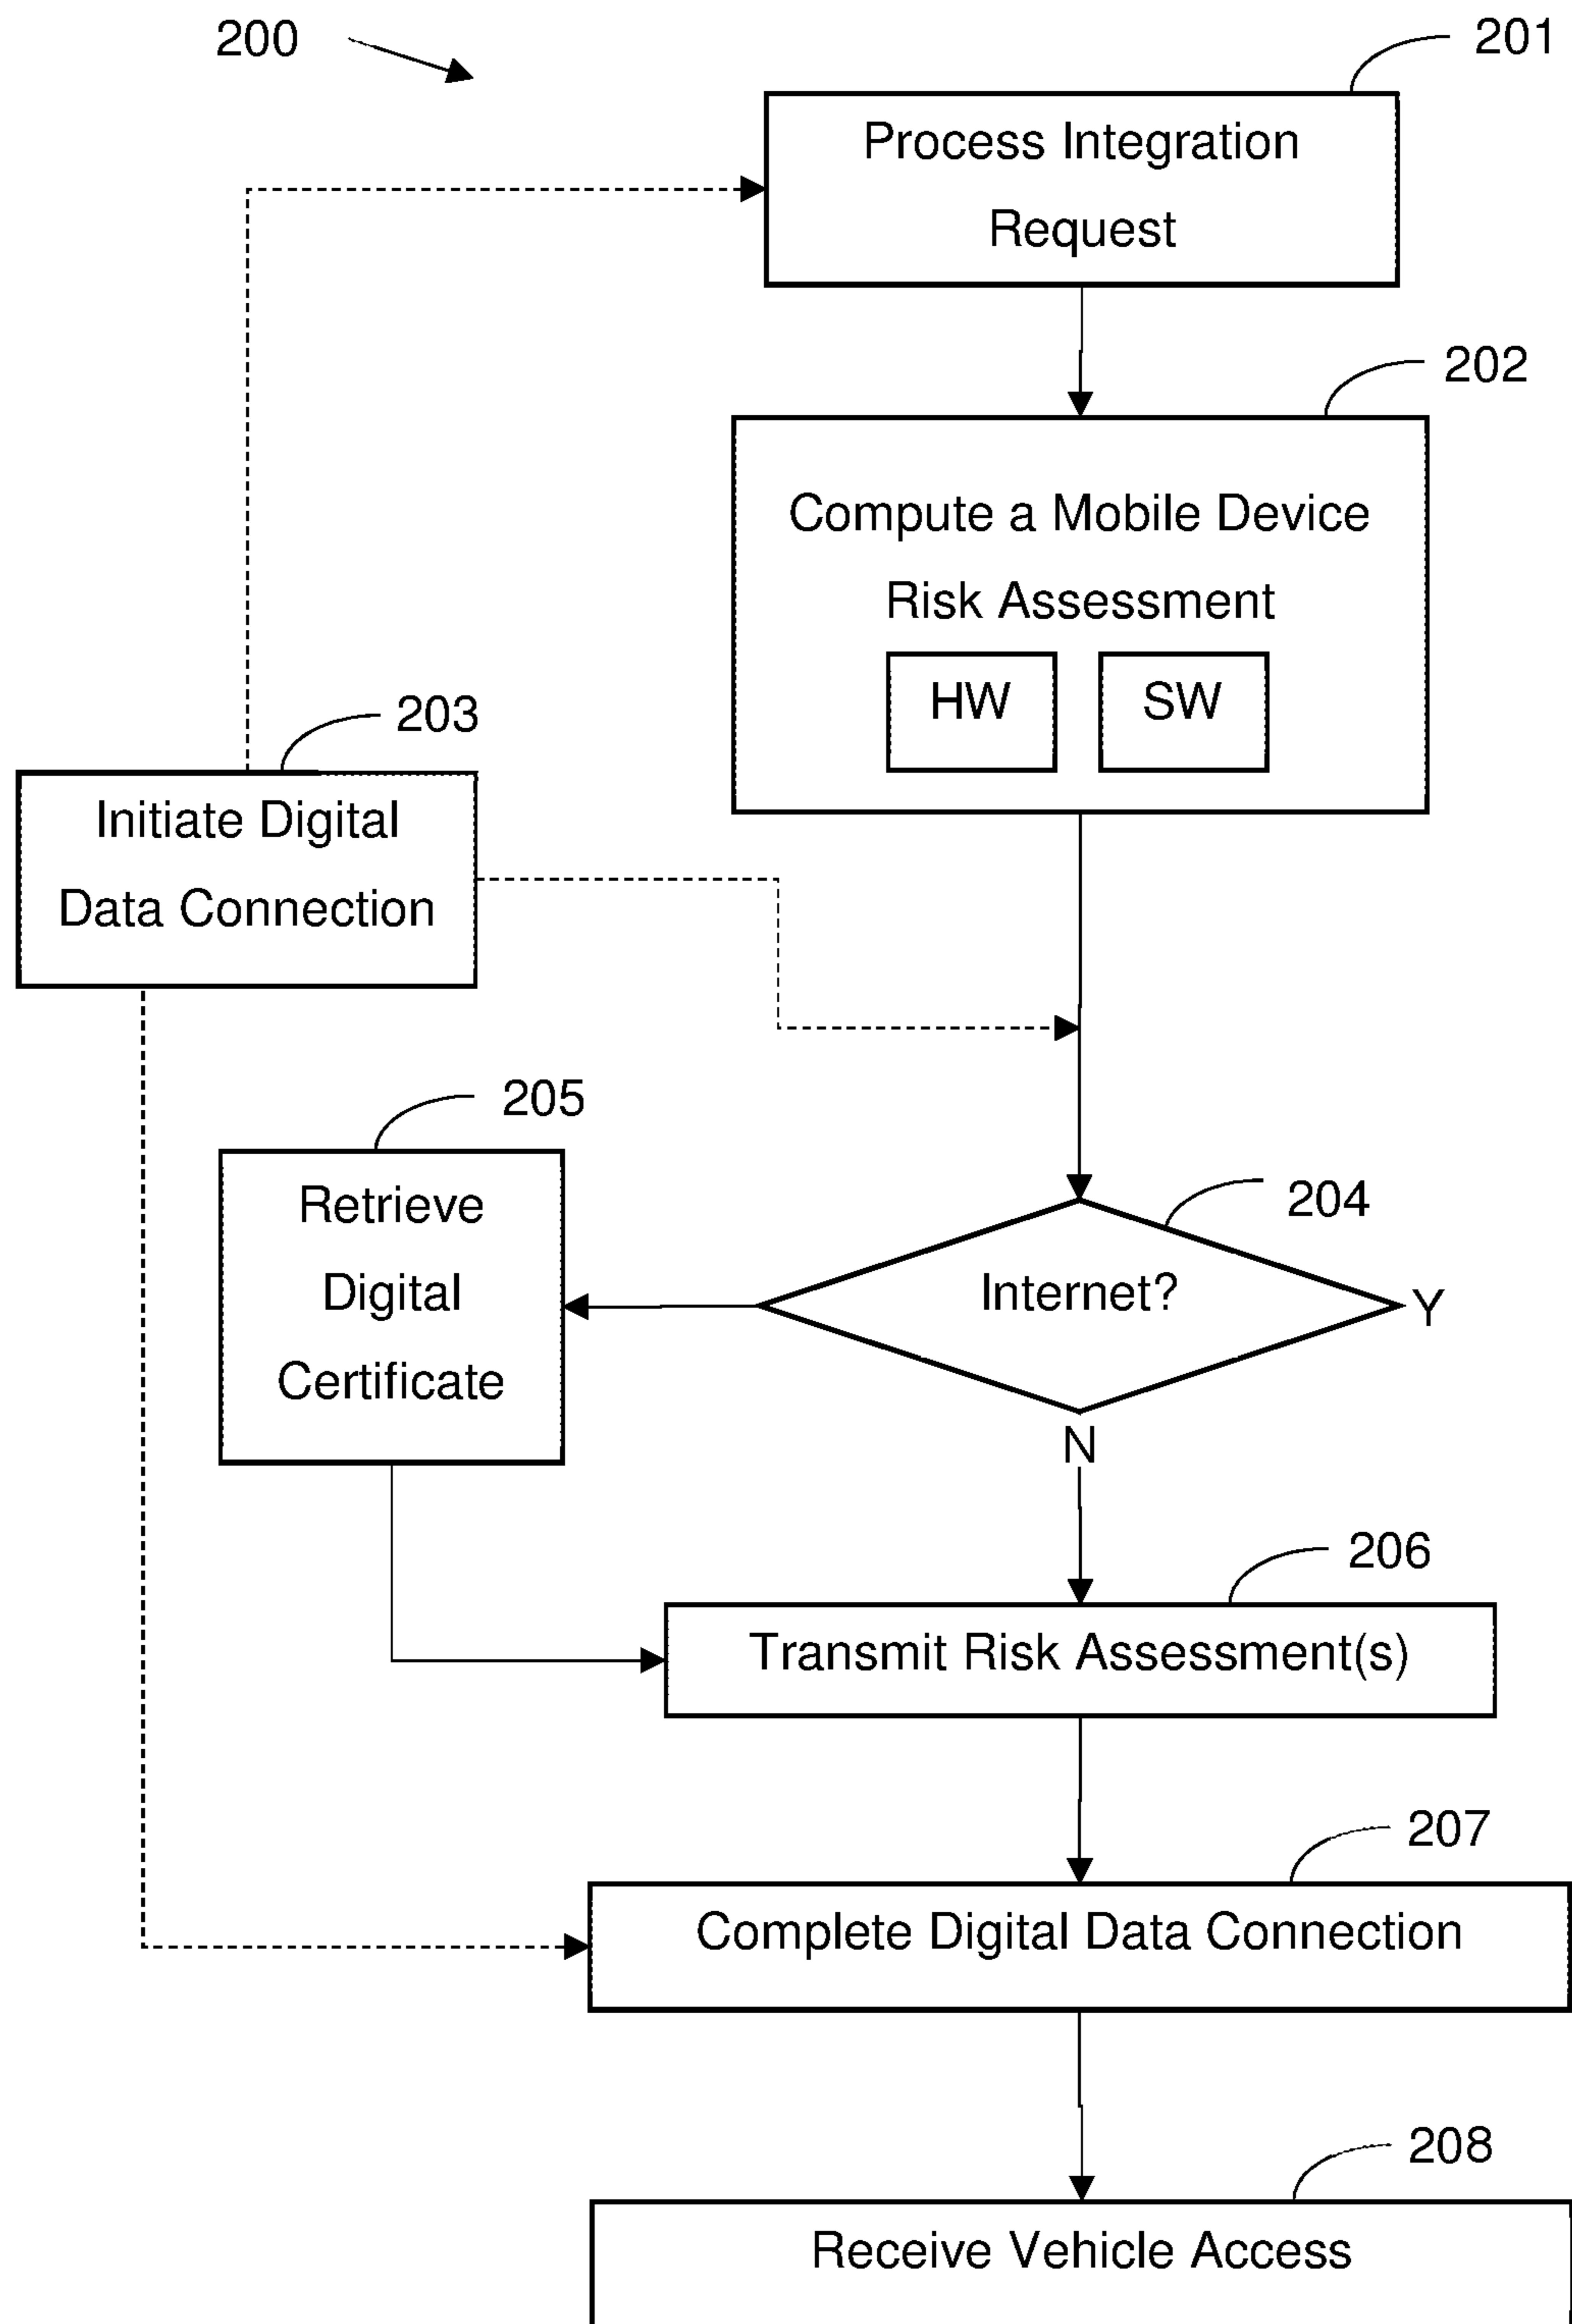 200
201
Process Integration
Request
202
Compute a Mobile Device
Risk Assessment
HW
SW
203
Initiate Digital
Data Connection
205
Retrieve
Digital
Certificate
204
Internet?
Y
N
206
Transmit Risk Assessment(s)
207
Complete Digital Data Connection
208
Receive Vehicle Access